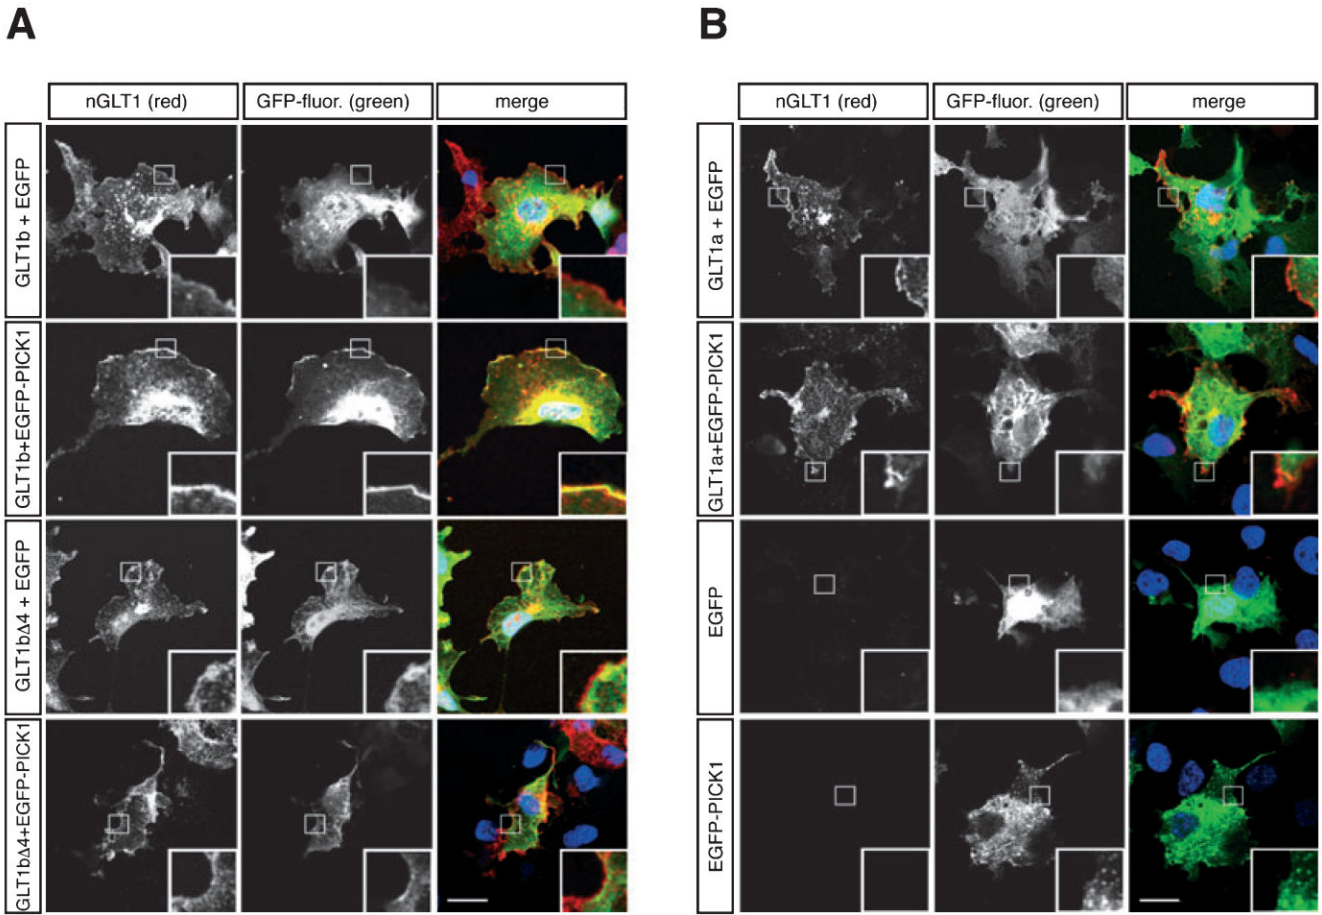 A
B
nGLT1 (red)
GFP-fluor. (green)
merge
nGLT1 (red)
GFP-fluor. (green)
merge
GLT1b + EGFP
GLT1b+EGFP-PICK1
GLT1bΔ4 + EGFP
GLT1bΔ4+EGFP-PICK1
GLT1a + EGFP
GLT1a+EGFP-PICK1
EGFP
EGFP-PICK1